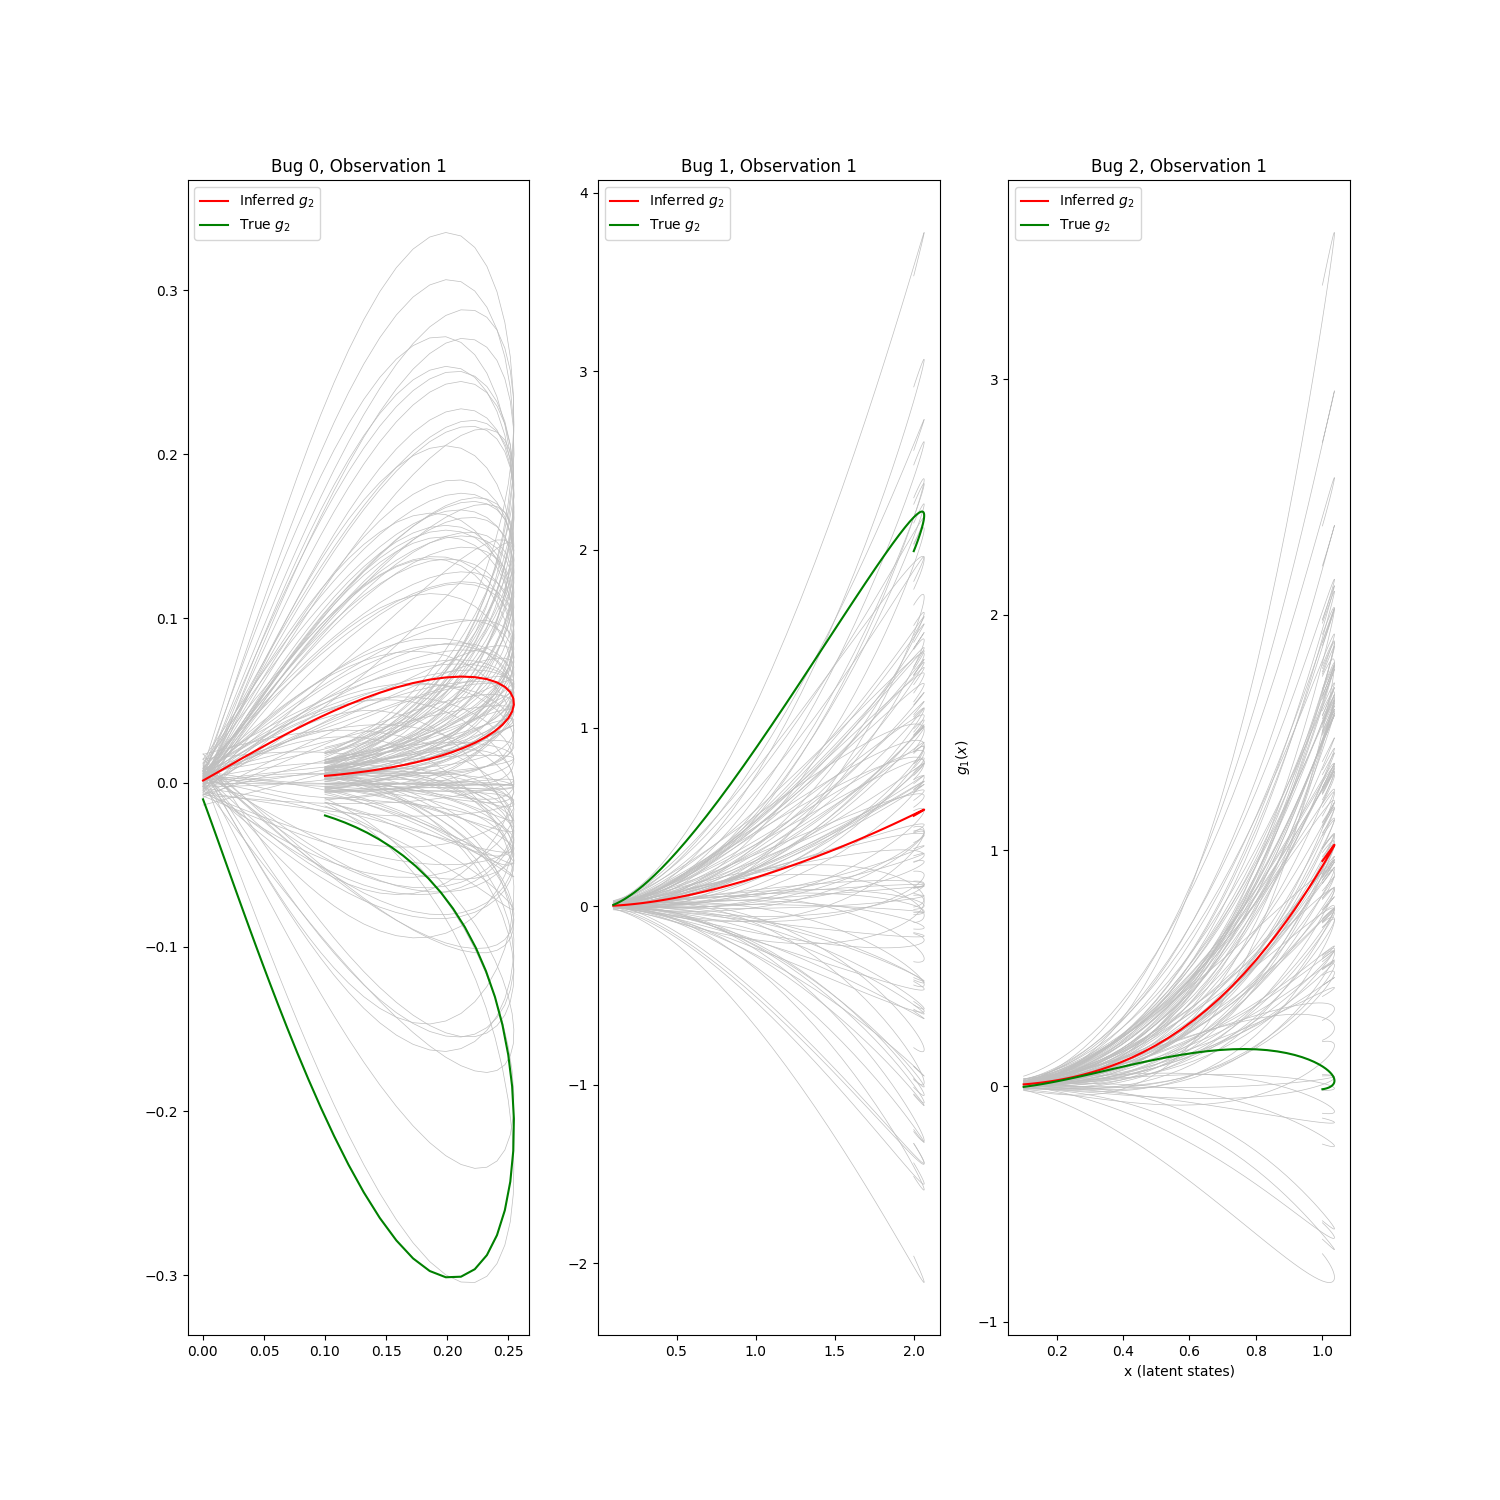 Bug 0, Observation 1
Inferred g₂
True g₂
0.3
0.2
0.1
0.0
−0.1
−0.2
−0.3
0.00 0.05 0.10 0.15 0.20 0.25
Bug 1, Observation 1
Inferred g₂
True g₂
4
3
2
1
0
−1
−2
0.5 1.0 1.5 2.0
Bug 2, Observation 1
Inferred g₂
True g₂
g₁(x)
3
2
1
0
−1
0.2 0.4 0.6 0.8 1.0
x (latent states)